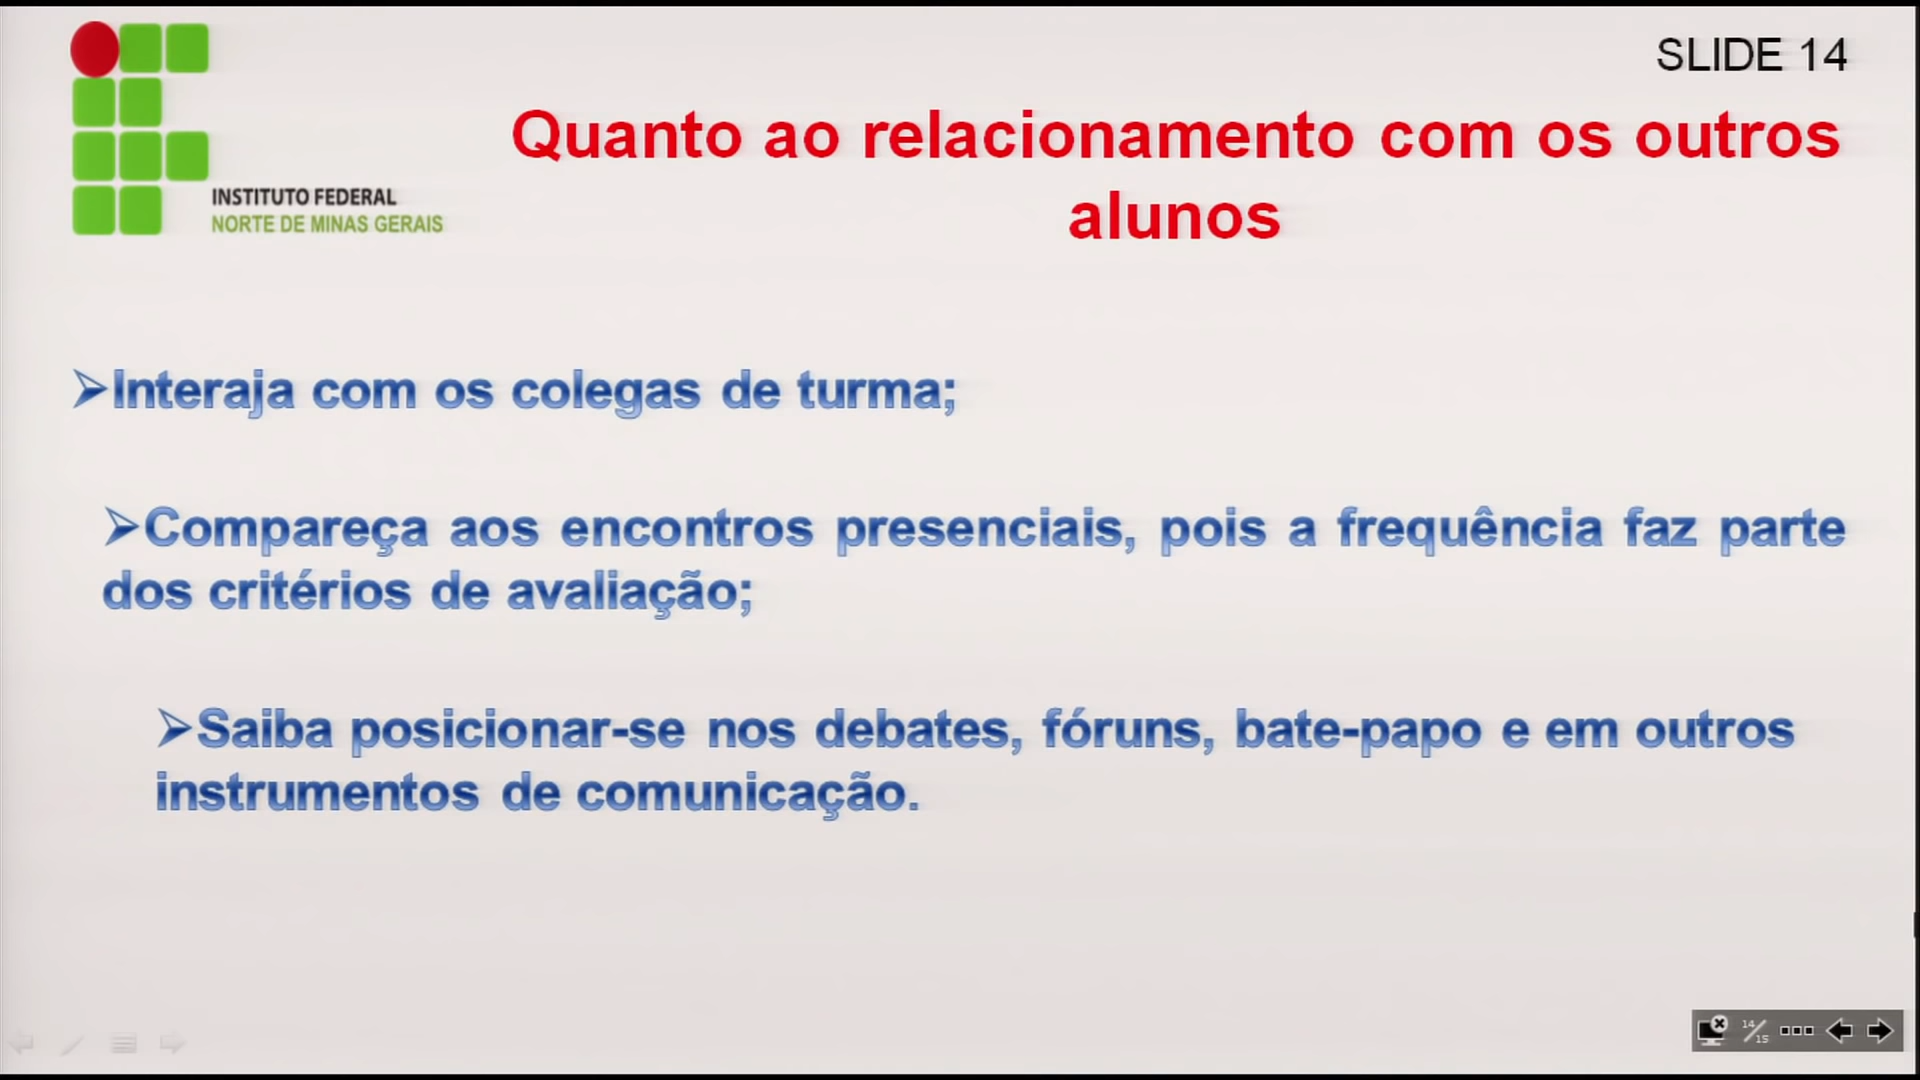 SLIDE 14
Quanto ao relacionamento com os outros
alunos
INSTITUTO FEDERAL
NORTE DE MINAS GERAIS
➢Interaja com os colegas de turma;
➢Compareça aos encontros presenciais, pois a frequência faz parte
dos critérios de avaliação;
➢Saiba posicionar-se nos debates, fóruns, bate-papo e em outros
instrumentos de comunicação.
14/15